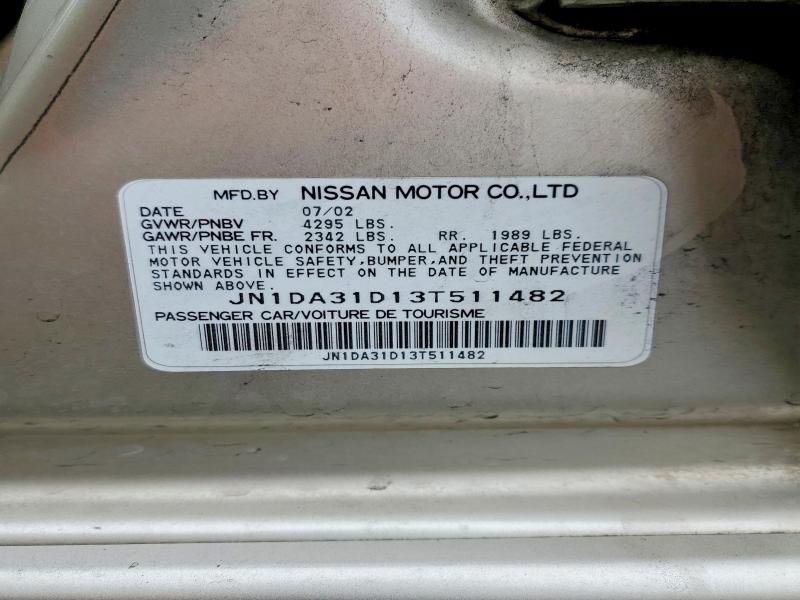 MFD.BY NISSAN MOTOR CO.,LTD
DATE 07/02
GVWR/PNBV 4295 LBS.
GAWR/PNBE FR. 2342 LBS. RR. 1989 LBS.
THIS VEHICLE CONFORMS TO ALL APPLICABLE FEDERAL
MOTOR VEHICLE SAFETY,BUMPER,AND THEFT PREVENTION
STANDARDS IN EFFECT ON THE DATE OF MANUFACTURE
SHOWN ABOVE.
JN1DA31D13T511482
PASSENGER CAR/VOITURE DE TOURISME
JN1DA31D13T511482